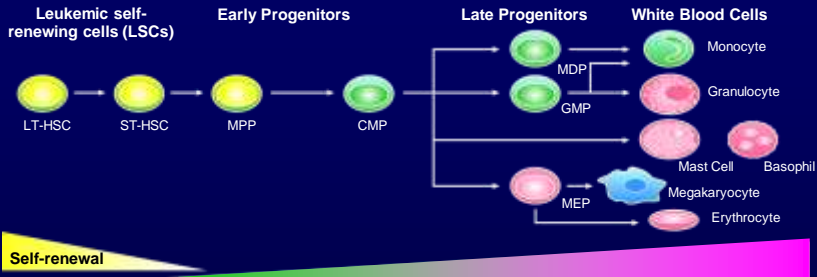 Leukemic self-
renewing cells (LSCs)
Early Progenitors
Late Progenitors
White Blood Cells
Monocyte
MDP
Granulocyte
GMP
LT-HSC
ST-HSC
MPP
CMP
Mast Cell
Basophil
Megakaryocyte
MEP
Erythrocyte
Self-renewal